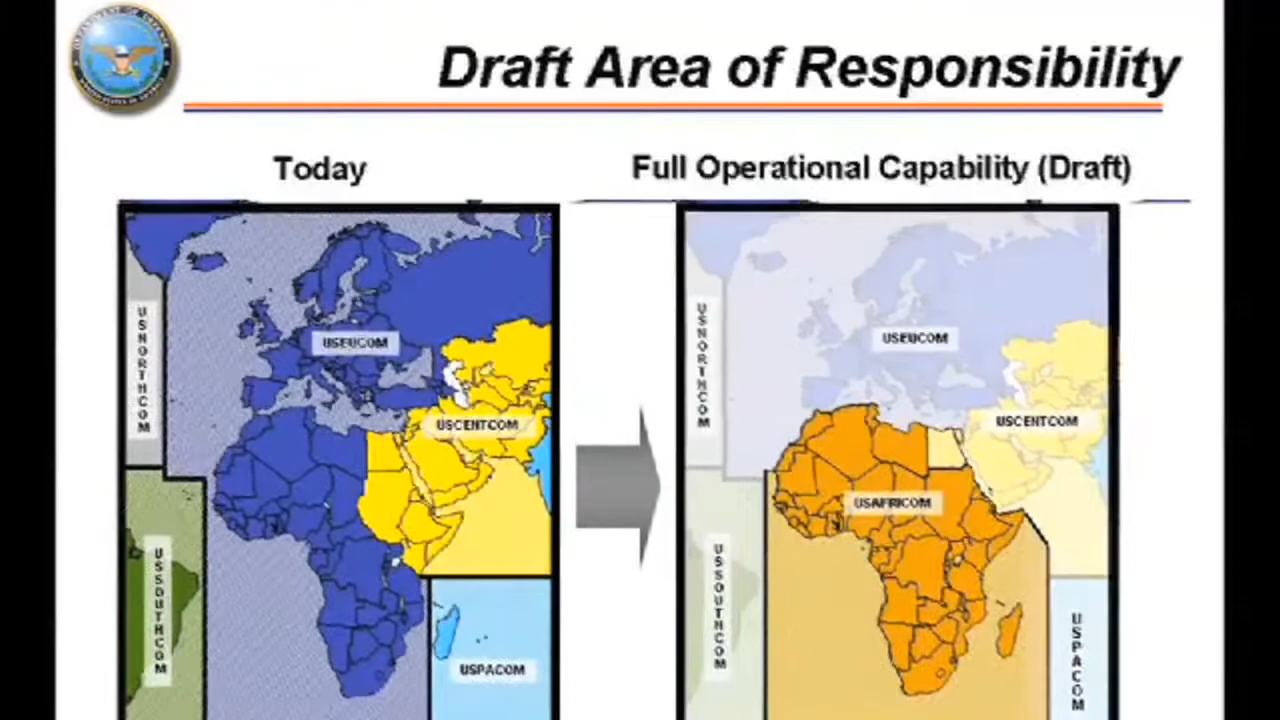 Draft Area of Responsibility
Today
Full Operational Capability (Draft)
USNORTHCOM
USEUCOM
USCENTCOM
USSOUTHCOM
USPACOM
USNORTHCOM
USEUCOM
USCENTCOM
USAFRICOM
USSOUTHCOM
USPACOM